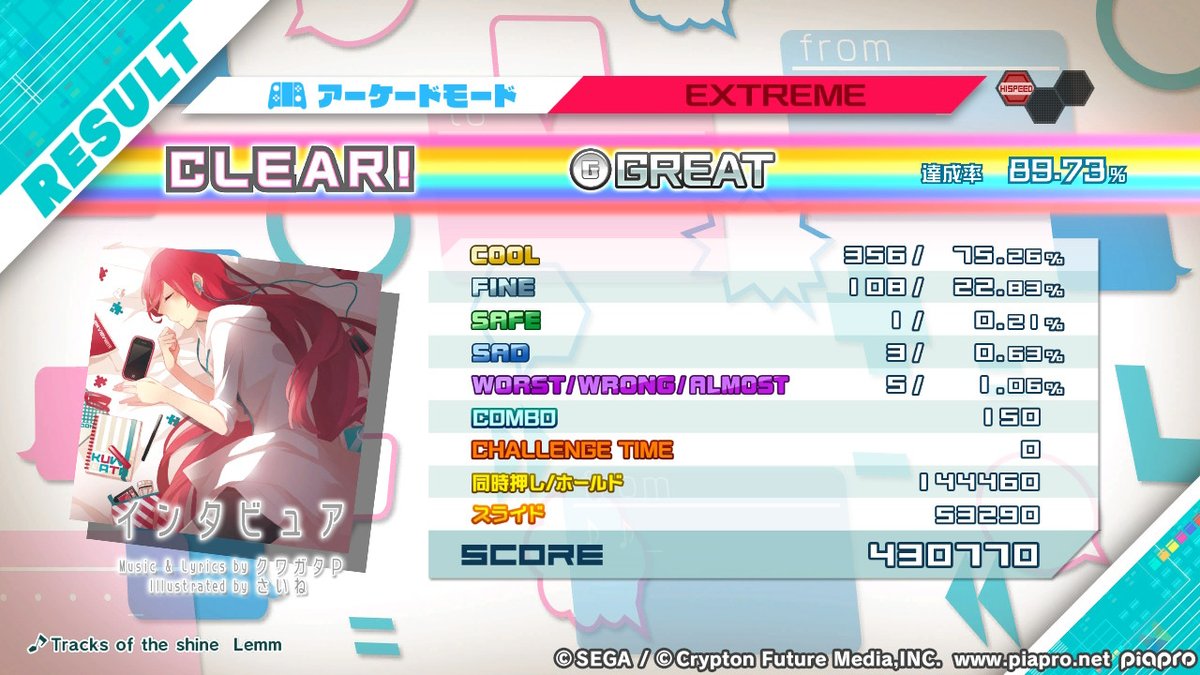 RESULT
アーケードモード
EXTREME
HISPEED
from
to
CLEAR!
G GREAT
達成率 89.73%
COOL 356/ 75.26%
FINE 108/ 22.83%
SAFE 1/ 0.21%
SAD 3/ 0.63%
WORST/WRONG/ALMOST 5/ 1.06%
COMBO 150
CHALLENGE TIME 0
同時押し/ホールド 144460
スライド 53290
SCORE 430770
from
インタビュア
Music & Lyrics by クワガタP
Illustrated by さいね
♪Tracks of the shine Lemm
©SEGA / ©Crypton Future Media,INC. www.piapro.net piapro